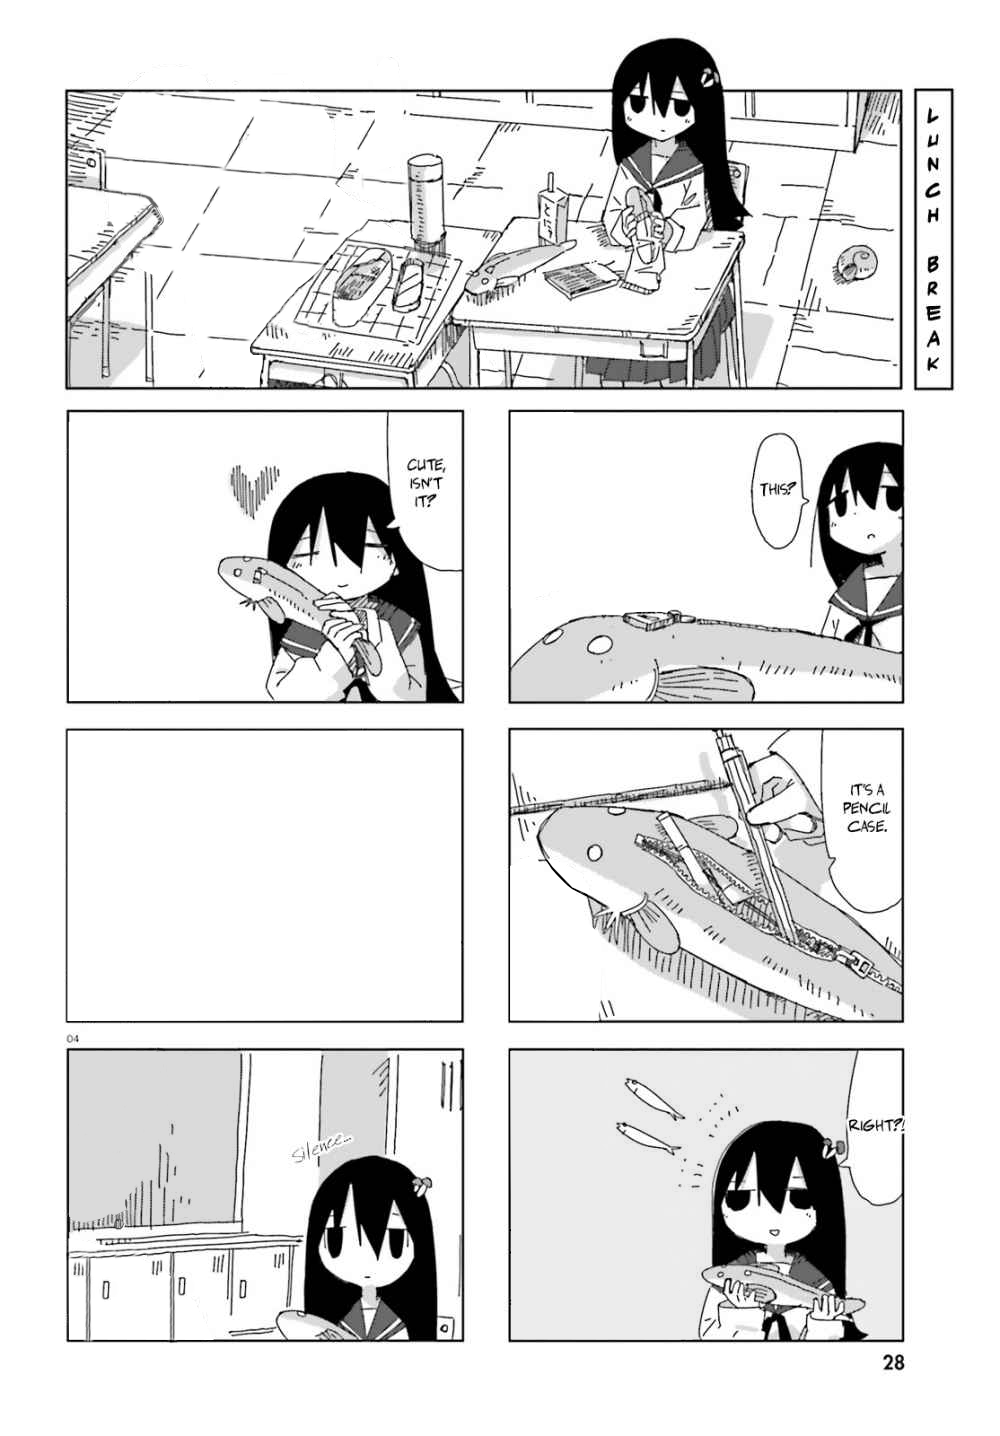 LUNCH BREAK
THIS?
CUTE,
ISN'T
IT?
IT'S A
PENCIL
CASE.
04
RIGHT?!
Silence...
28